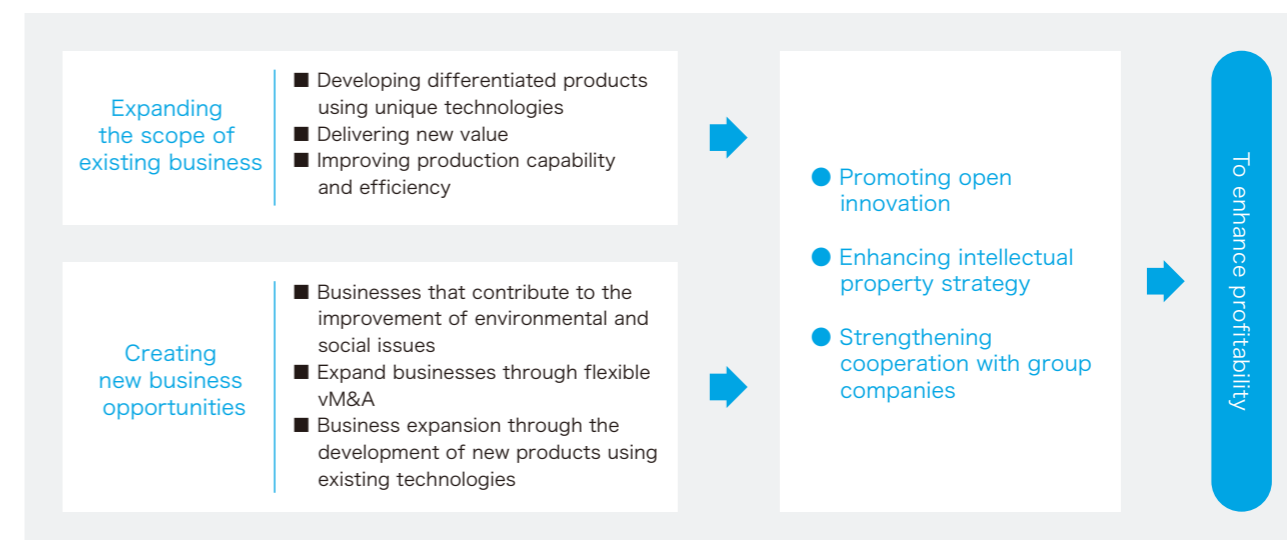 Expanding
the scope of
existing business
■ Developing differentiated products
using unique technologies
■ Delivering new value
■ Improving production capability
and efficiency
Creating
new business
opportunities
■ Businesses that contribute to the
improvement of environmental and
social issues
■ Expand businesses through flexible
vM&A
■ Business expansion through the
development of new products using
existing technologies
● Promoting open
innovation
● Enhancing intellectual
property strategy
● Strengthening
cooperation with group
companies
To enhance profitability